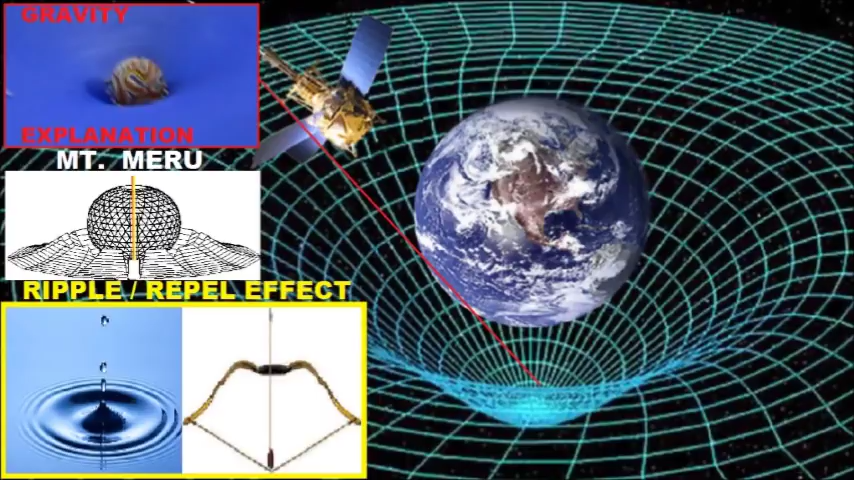 GRAVITY
EXPLANATION
MT. MERU
RIPPLE / REPEL EFFECT